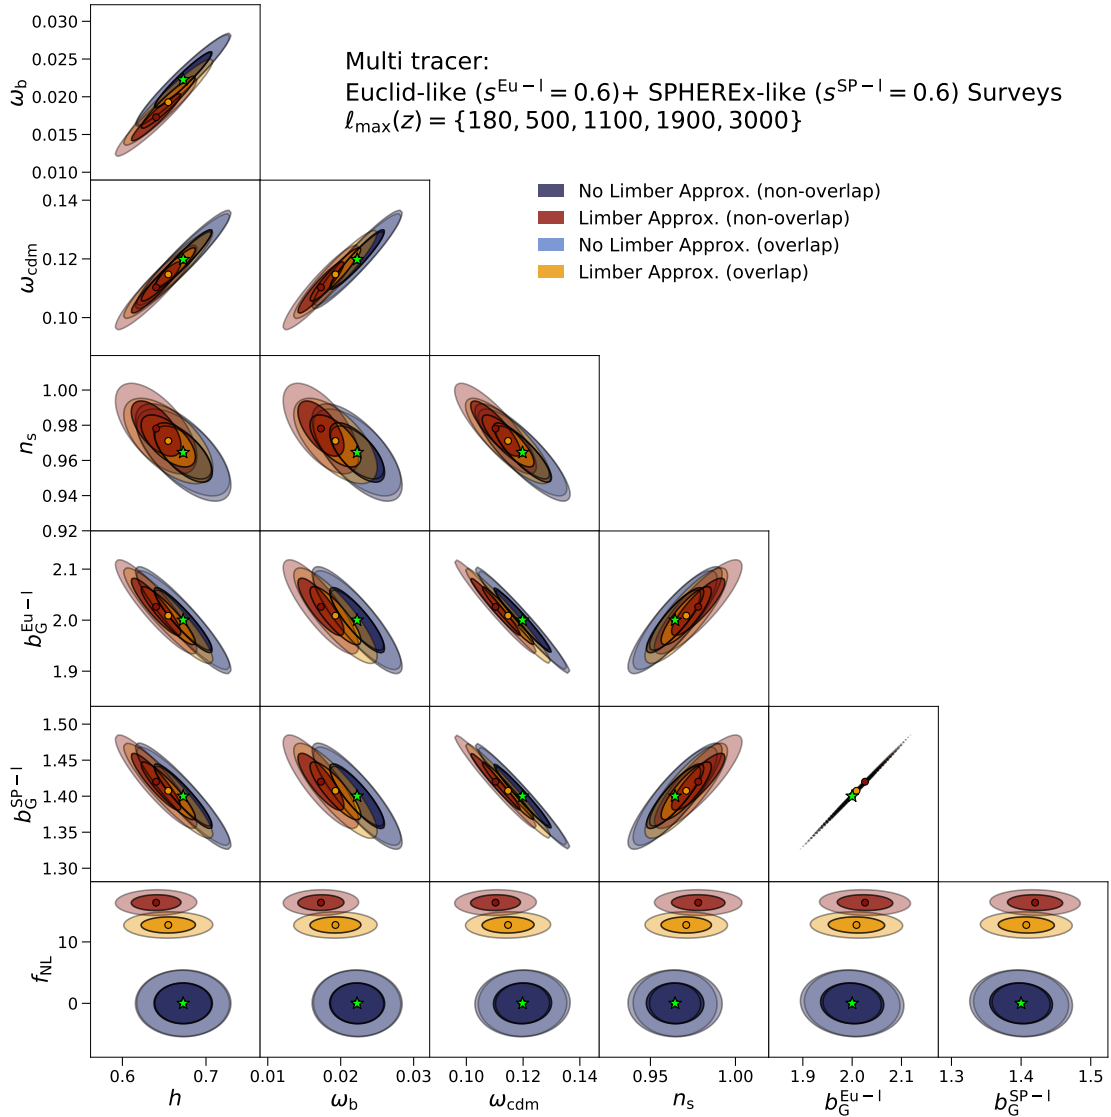 Multi tracer:
Euclid-like (s^Eu−l = 0.6)+ SPHEREx-like (s^SP−l = 0.6) Surveys
ℓ_max(z) = {180, 500, 1100, 1900, 3000}
No Limber Approx. (non-overlap)
Limber Approx. (non-overlap)
No Limber Approx. (overlap)
Limber Approx. (overlap)
0.030
0.025
0.020
0.015
0.010
ω_b
0.14
0.12
0.10
ω_cdm
1.00
0.98
0.96
0.94
0.92
n_s
2.1
2.0
1.9
b_G^Eu−l
1.50
1.45
1.40
1.35
1.30
b_G^SP−l
10
0
f_NL
0.6 0.7
0.01 0.02 0.03
0.10 0.12 0.14
0.95 1.00
1.9 2.0 2.1
1.3 1.4 1.5
h
ω_b
ω_cdm
n_s
b_G^Eu−l
b_G^SP−l